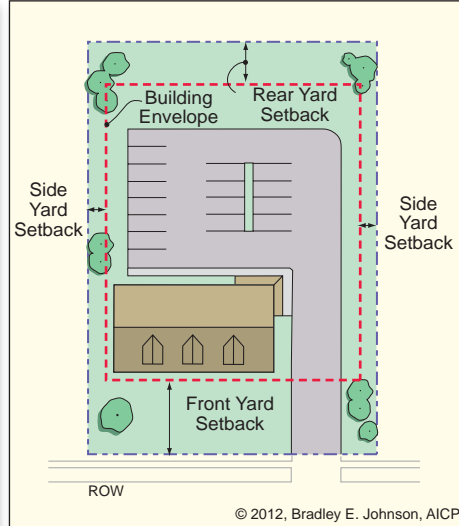 Building
Envelope
Rear Yard
Setback
Side
Yard
Setback
Side
Yard
Setback
Front Yard
Setback
ROW
© 2012, Bradley E. Johnson, AICP